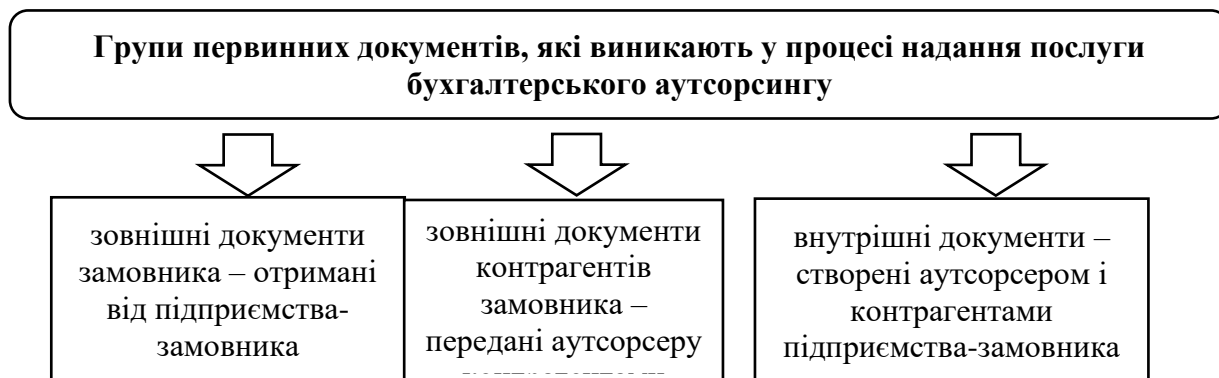 Групи первинних документів, які виникають у процесі надання послуги
бухгалтерського аутсорсингу
зовнішні документи
замовника – отримані
від підприємства-
замовника
зовнішні документи
контрагентів
замовника –
передані аутсорсеру
внутрішні документи –
створені аутсорсером і
контрагентами
підприємства-замовника